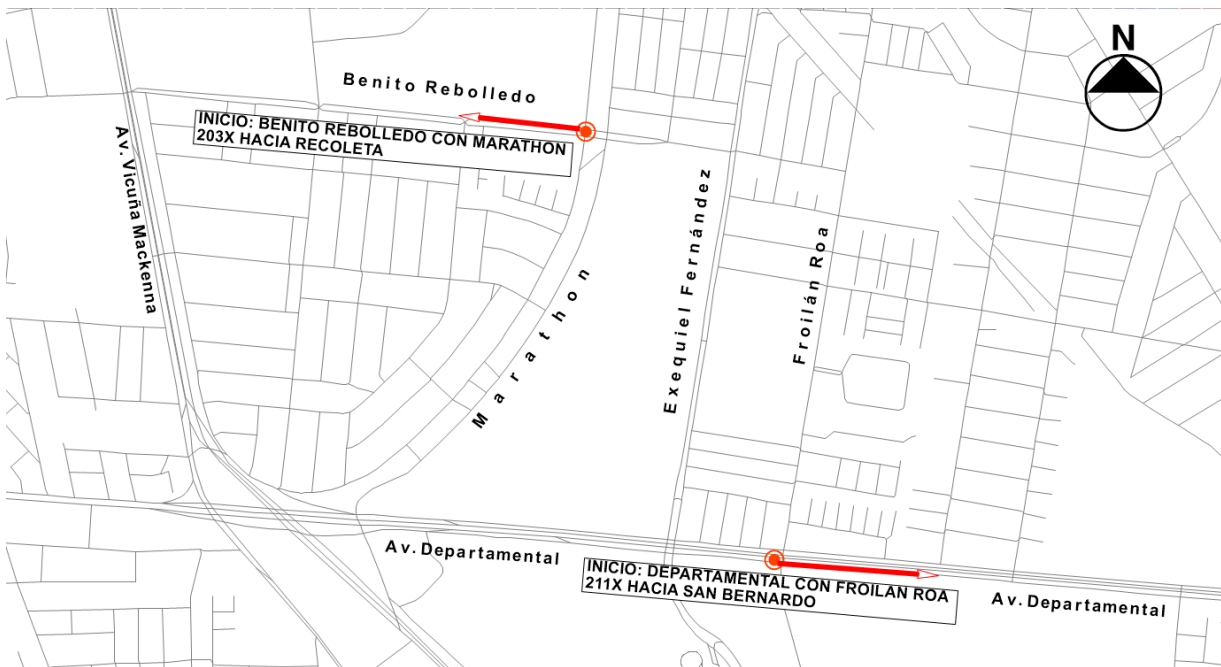 N
Benito Rebolledo
INICIO: BENITO REBOLLEDO CON MARATHON
203X HACIA RECOLETA
Av. Vicuña Mackenna
Marathon
Exequiel Fernández
Froilán Roa
Av. Departamental
INICIO: DEPARTAMENTAL CON FROILAN ROA
211X HACIA SAN BERNARDO
Av. Departamental